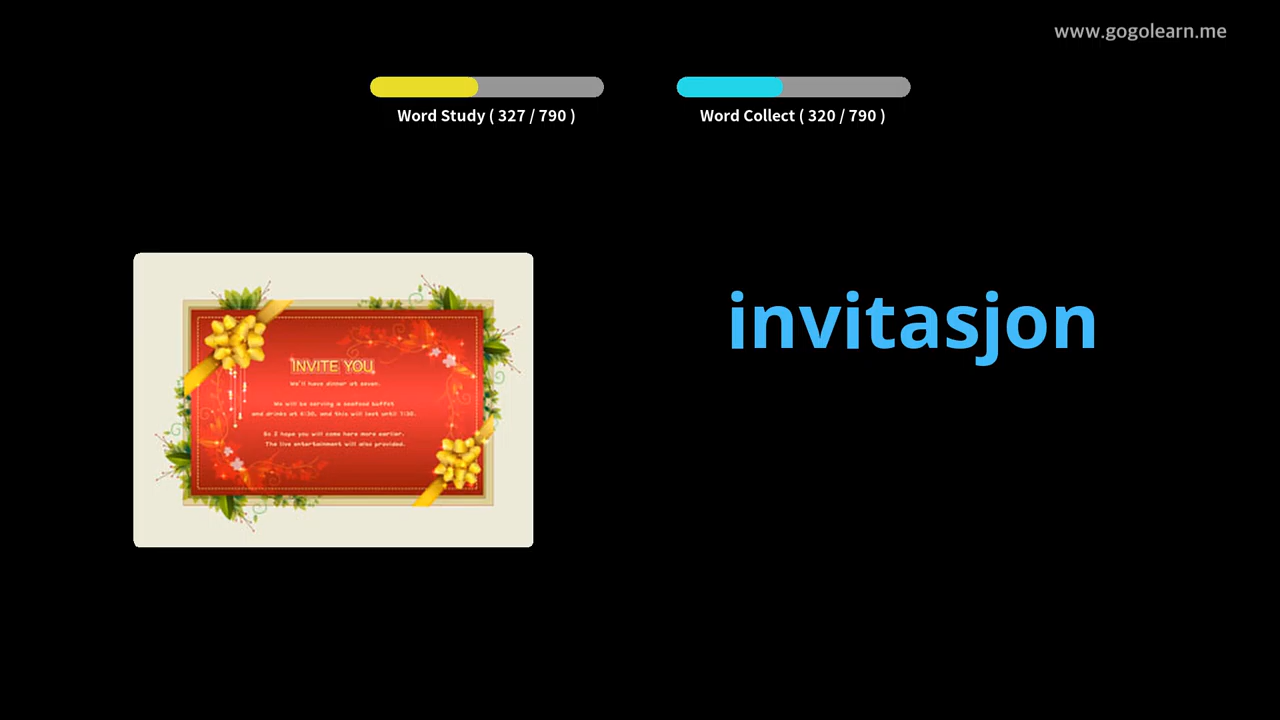 www.gogolearn.me
Word Study ( 327 / 790 )
Word Collect ( 320 / 790 )
invitasjon
INVITE YOU
We'll have dinner at seven.
We will be serving a seafood buffet
and drinks at 6:30, and this will last until 7:30.
So I hope you will come here more earlier.
The live entertainment will also provided.